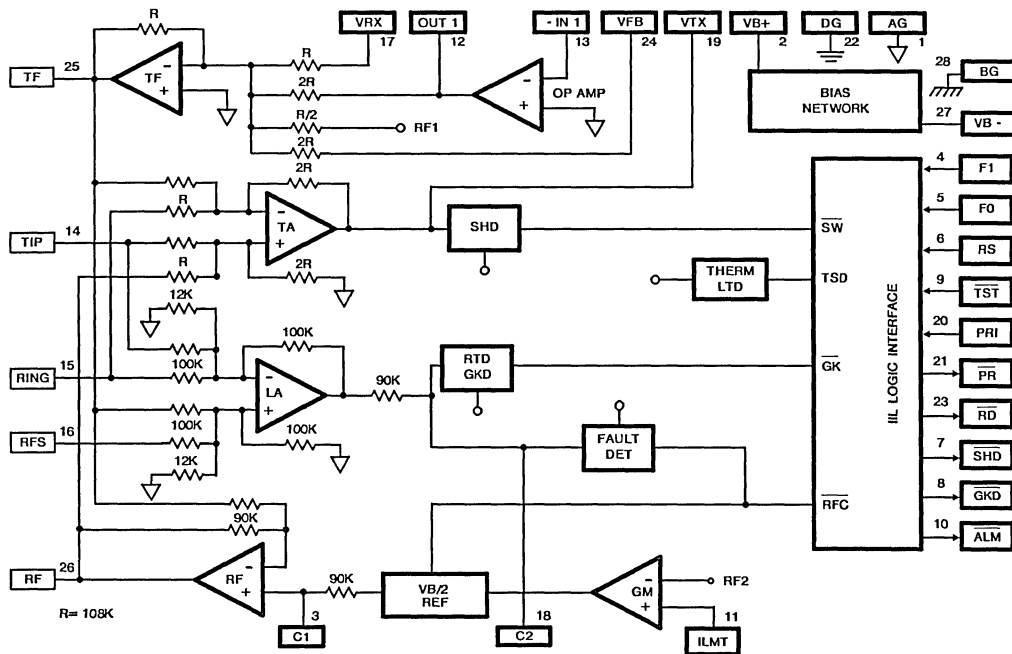 R
VRX
OUT 1
- IN 1
VFB
VTX
VB+
DG
AG
17
12
13
24
19
2
22
1
TF
25
TF
-
+
R
2R
R/2
RF1
2R
-
+
OP AMP
BIAS
NETWORK
28
BG
27
VB -
4
F1
5
F0
6
RS
9
TST
20
PRI
21
PR
23
RD
7
SHD
8
GKD
10
ALM
2R
R
-
TA
+
TIP
14
R
2R
SHD
SW
THERM
LTD
TSD
IIL LOGIC INTERFACE
12K
100K
RING
15
100K
-
LA
+
90K
RTD
GKD
GK
RFS
16
100K
100K
12K
FAULT
DET
RFC
90K
RF
26
RF
-
+
90K
VB/2
REF
GM
-
+
RF2
R= 108K
3
C1
18
C2
11
ILMT